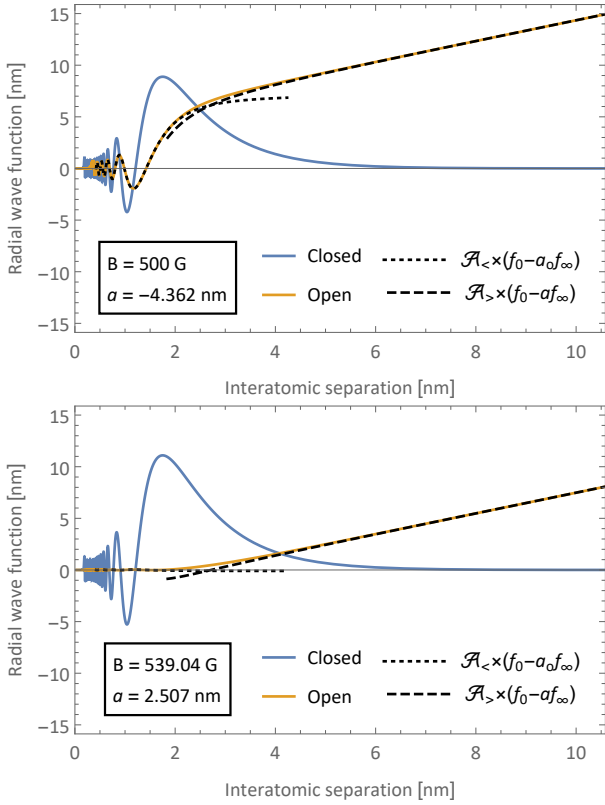 Radial wave function [nm]
15
10
5
0
−5
−10
−15
B = 500 G
a = −4.362 nm
Closed
Open
𝒜<×(f₀−aₒf∞)
𝒜>×(f₀−af∞)
0 2 4 6 8 10
Interatomic separation [nm]
Radial wave function [nm]
15
10
5
0
−5
−10
−15
B = 539.04 G
a = 2.507 nm
Closed
Open
𝒜<×(f₀−aₒf∞)
𝒜>×(f₀−af∞)
0 2 4 6 8 10
Interatomic separation [nm]